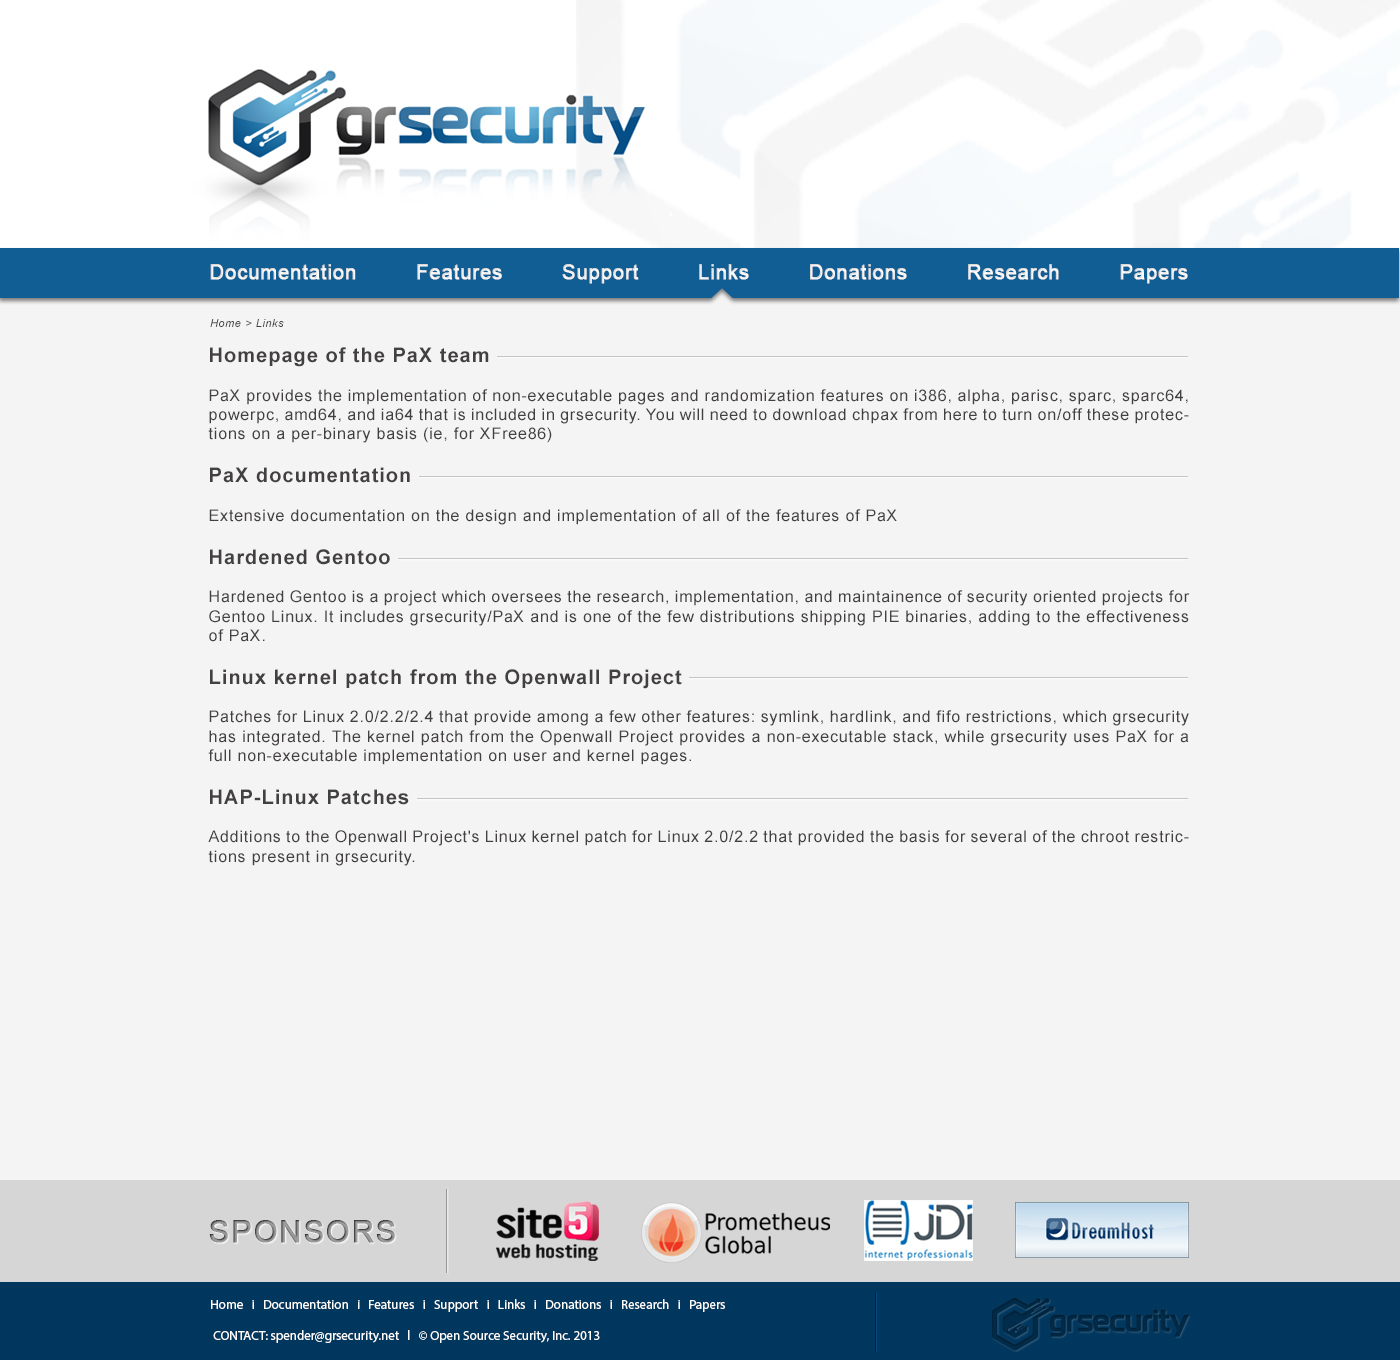 grsecurity
Documentation Features Support Links Donations Research Papers
Home > Links
Homepage of the PaX team
PaX provides the implementation of non-executable pages and randomization features on i386, alpha, parisc, sparc, sparc64,
powerpc, amd64, and ia64 that is included in grsecurity. You will need to download chpax from here to turn on/off these protec-
tions on a per-binary basis (ie, for XFree86)
PaX documentation
Extensive documentation on the design and implementation of all of the features of PaX
Hardened Gentoo
Hardened Gentoo is a project which oversees the research, implementation, and maintainence of security oriented projects for
Gentoo Linux. It includes grsecurity/PaX and is one of the few distributions shipping PIE binaries, adding to the effectiveness
of PaX.
Linux kernel patch from the Openwall Project
Patches for Linux 2.0/2.2/2.4 that provide among a few other features: symlink, hardlink, and fifo restrictions, which grsecurity
has integrated. The kernel patch from the Openwall Project provides a non-executable stack, while grsecurity uses PaX for a
full non-executable implementation on user and kernel pages.
HAP-Linux Patches
Additions to the Openwall Project's Linux kernel patch for Linux 2.0/2.2 that provided the basis for several of the chroot restric-
tions present in grsecurity.
SPONSORS
site5
web hosting
Prometheus
Global
JDi
internet professionals
DreamHost
Home | Documentation | Features | Support | Links | Donations | Research | Papers
CONTACT: spender@grsecurity.net | © Open Source Security, Inc. 2013
grsecurity